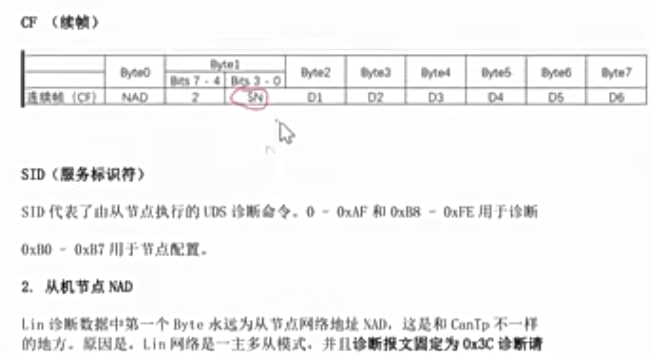 CF （续帧）
Byte0 Byte1 Byte2 Byte3 Byte4 Byte5 Byte6 Byte7
Bits 7 - 4 Bits 3 - 0
连续帧 (CF) NAD 2 SN D1 D2 D3 D4 D5 D6
SID（服务标识符）
SID 代表了由从节点执行的 UDS 诊断命令。0 - 0xAF 和 0xB8 - 0xFE 用于诊断
0xB0 - 0xB7 用于节点配置。
2. 从机节点 NAD
Lin 诊断数据中第一个 Byte 永远为从节点网络地址 NAD，这是和 CanTp 不一样
的地方。原因是，Lin 网络是一主多从模式，并且诊断报文固定为 0x3C 诊断请